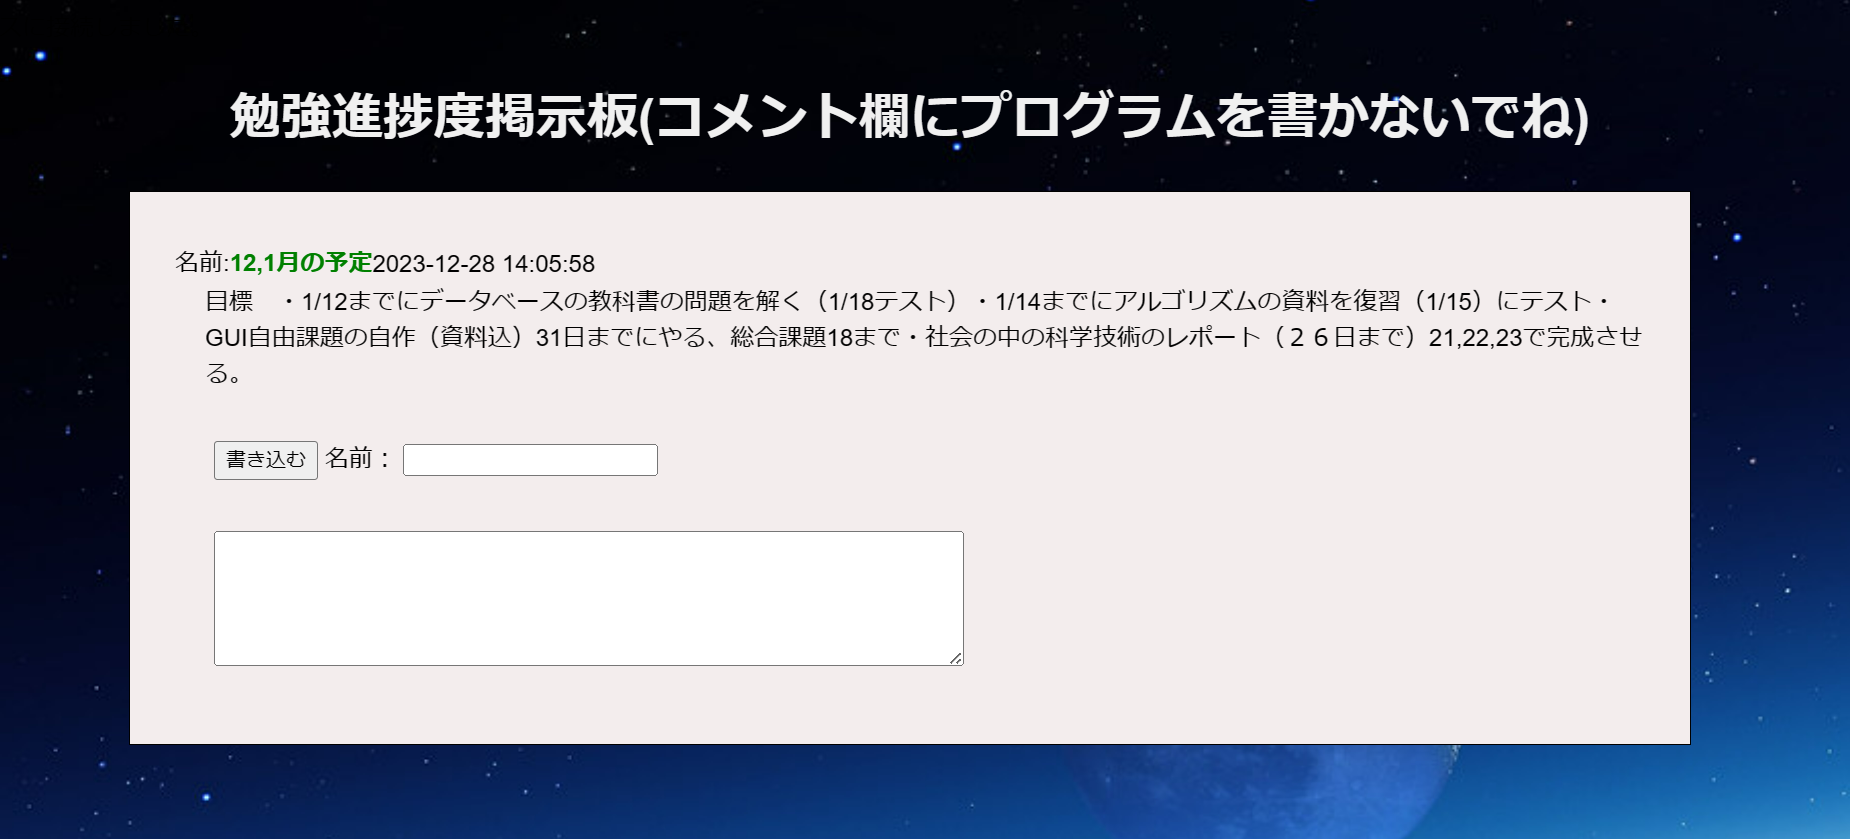 勉強進捗度掲示板(コメント欄にプログラムを書かないでね)
名前:12,1月の予定2023-12-28 14:05:58
目標　・1/12までにデータベースの教科書の問題を解く（1/18テスト）・1/14までにアルゴリズムの資料を復習（1/15）にテスト・
GUI自由課題の自作（資料込）31日までにやる、総合課題18まで・社会の中の科学技術のレポート（２６日まで）21,22,23で完成させ
る。
書き込む 名前：